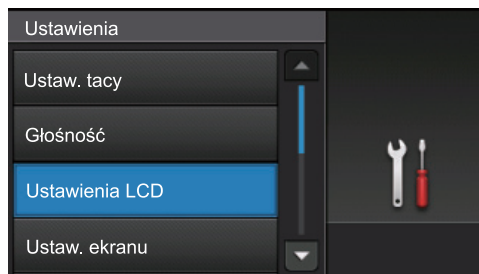 Ustawienia
Ustaw. tacy
Głośność
Ustawienia LCD
Ustaw. ekranu